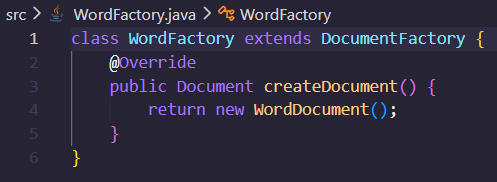 src > WordFactory.java > WordFactory
1 class WordFactory extends DocumentFactory {
2     @Override
3     public Document createDocument() {
4         return new WordDocument();
5     }
6 }